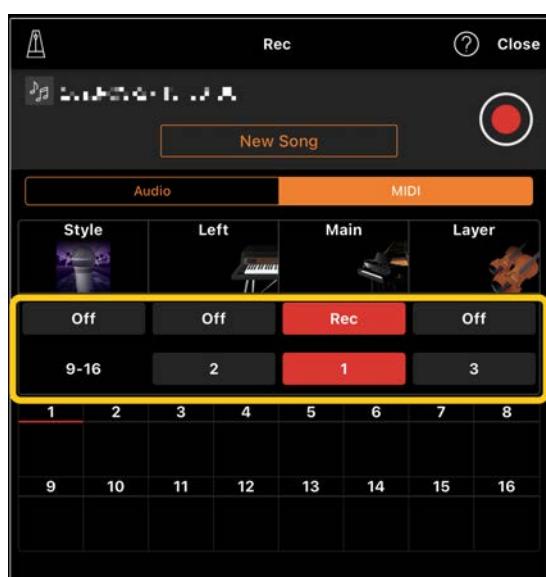 Rec ? Close
New Song
Audio MIDI
Style Left Main Layer
Off Off Rec Off
9-16 2 1 3
1 2 3 4 5 6 7 8
9 10 11 12 13 14 15 16